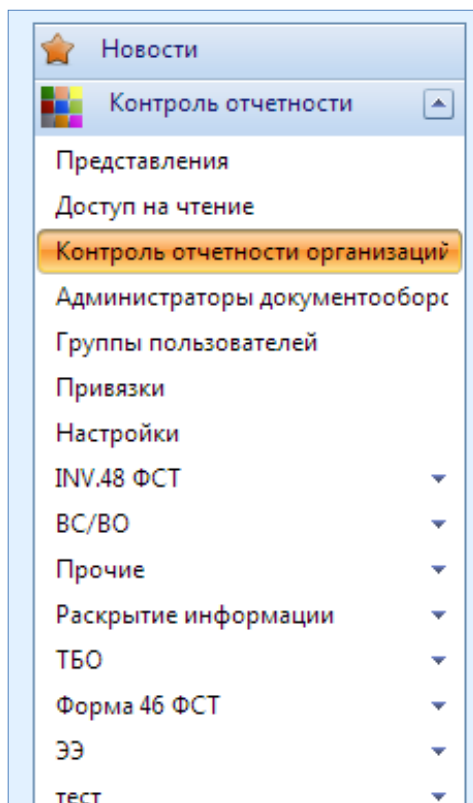 Новости
Контроль отчетности
Представления
Доступ на чтение
Контроль отчетности организаций
Администраторы документооборо
Группы пользователей
Привязки
Настройки
INV.48 ФСТ
ВС/ВО
Прочие
Раскрытие информации
ТБО
Форма 46 ФСТ
ЭЭ
тест